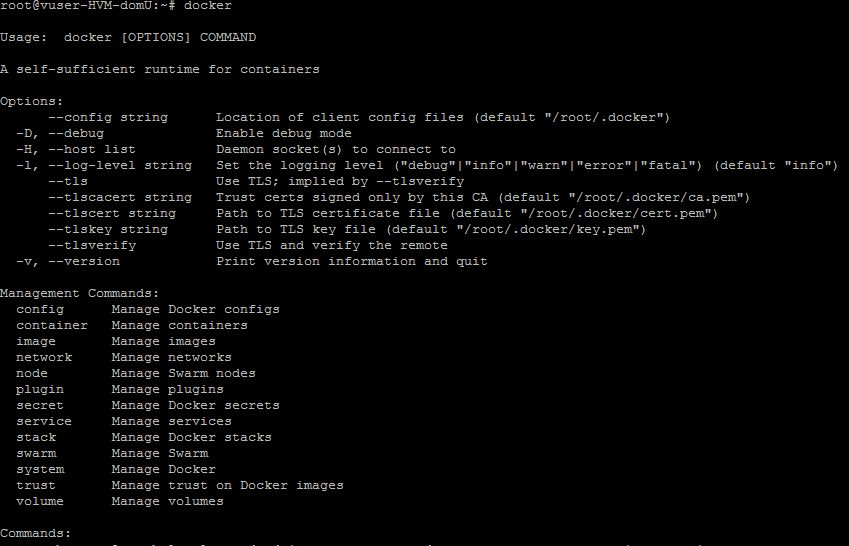 root@vuser-HVM-domU:~# docker
Usage:  docker [OPTIONS] COMMAND
A self-sufficient runtime for containers
Options:
      --config string      Location of client config files (default "/root/.docker")
  -D, --debug              Enable debug mode
  -H, --host list          Daemon socket(s) to connect to
  -l, --log-level string   Set the logging level ("debug"|"info"|"warn"|"error"|"fatal") (default "info")
      --tls                Use TLS; implied by --tlsverify
      --tlscacert string   Trust certs signed only by this CA (default "/root/.docker/ca.pem")
      --tlscert string     Path to TLS certificate file (default "/root/.docker/cert.pem")
      --tlskey string      Path to TLS key file (default "/root/.docker/key.pem")
      --tlsverify          Use TLS and verify the remote
  -v, --version            Print version information and quit
Management Commands:
  config      Manage Docker configs
  container   Manage containers
  image       Manage images
  network     Manage networks
  node        Manage Swarm nodes
  plugin      Manage plugins
  secret      Manage Docker secrets
  service     Manage services
  stack       Manage Docker stacks
  swarm       Manage Swarm
  system      Manage Docker
  trust       Manage trust on Docker images
  volume      Manage volumes
Commands: